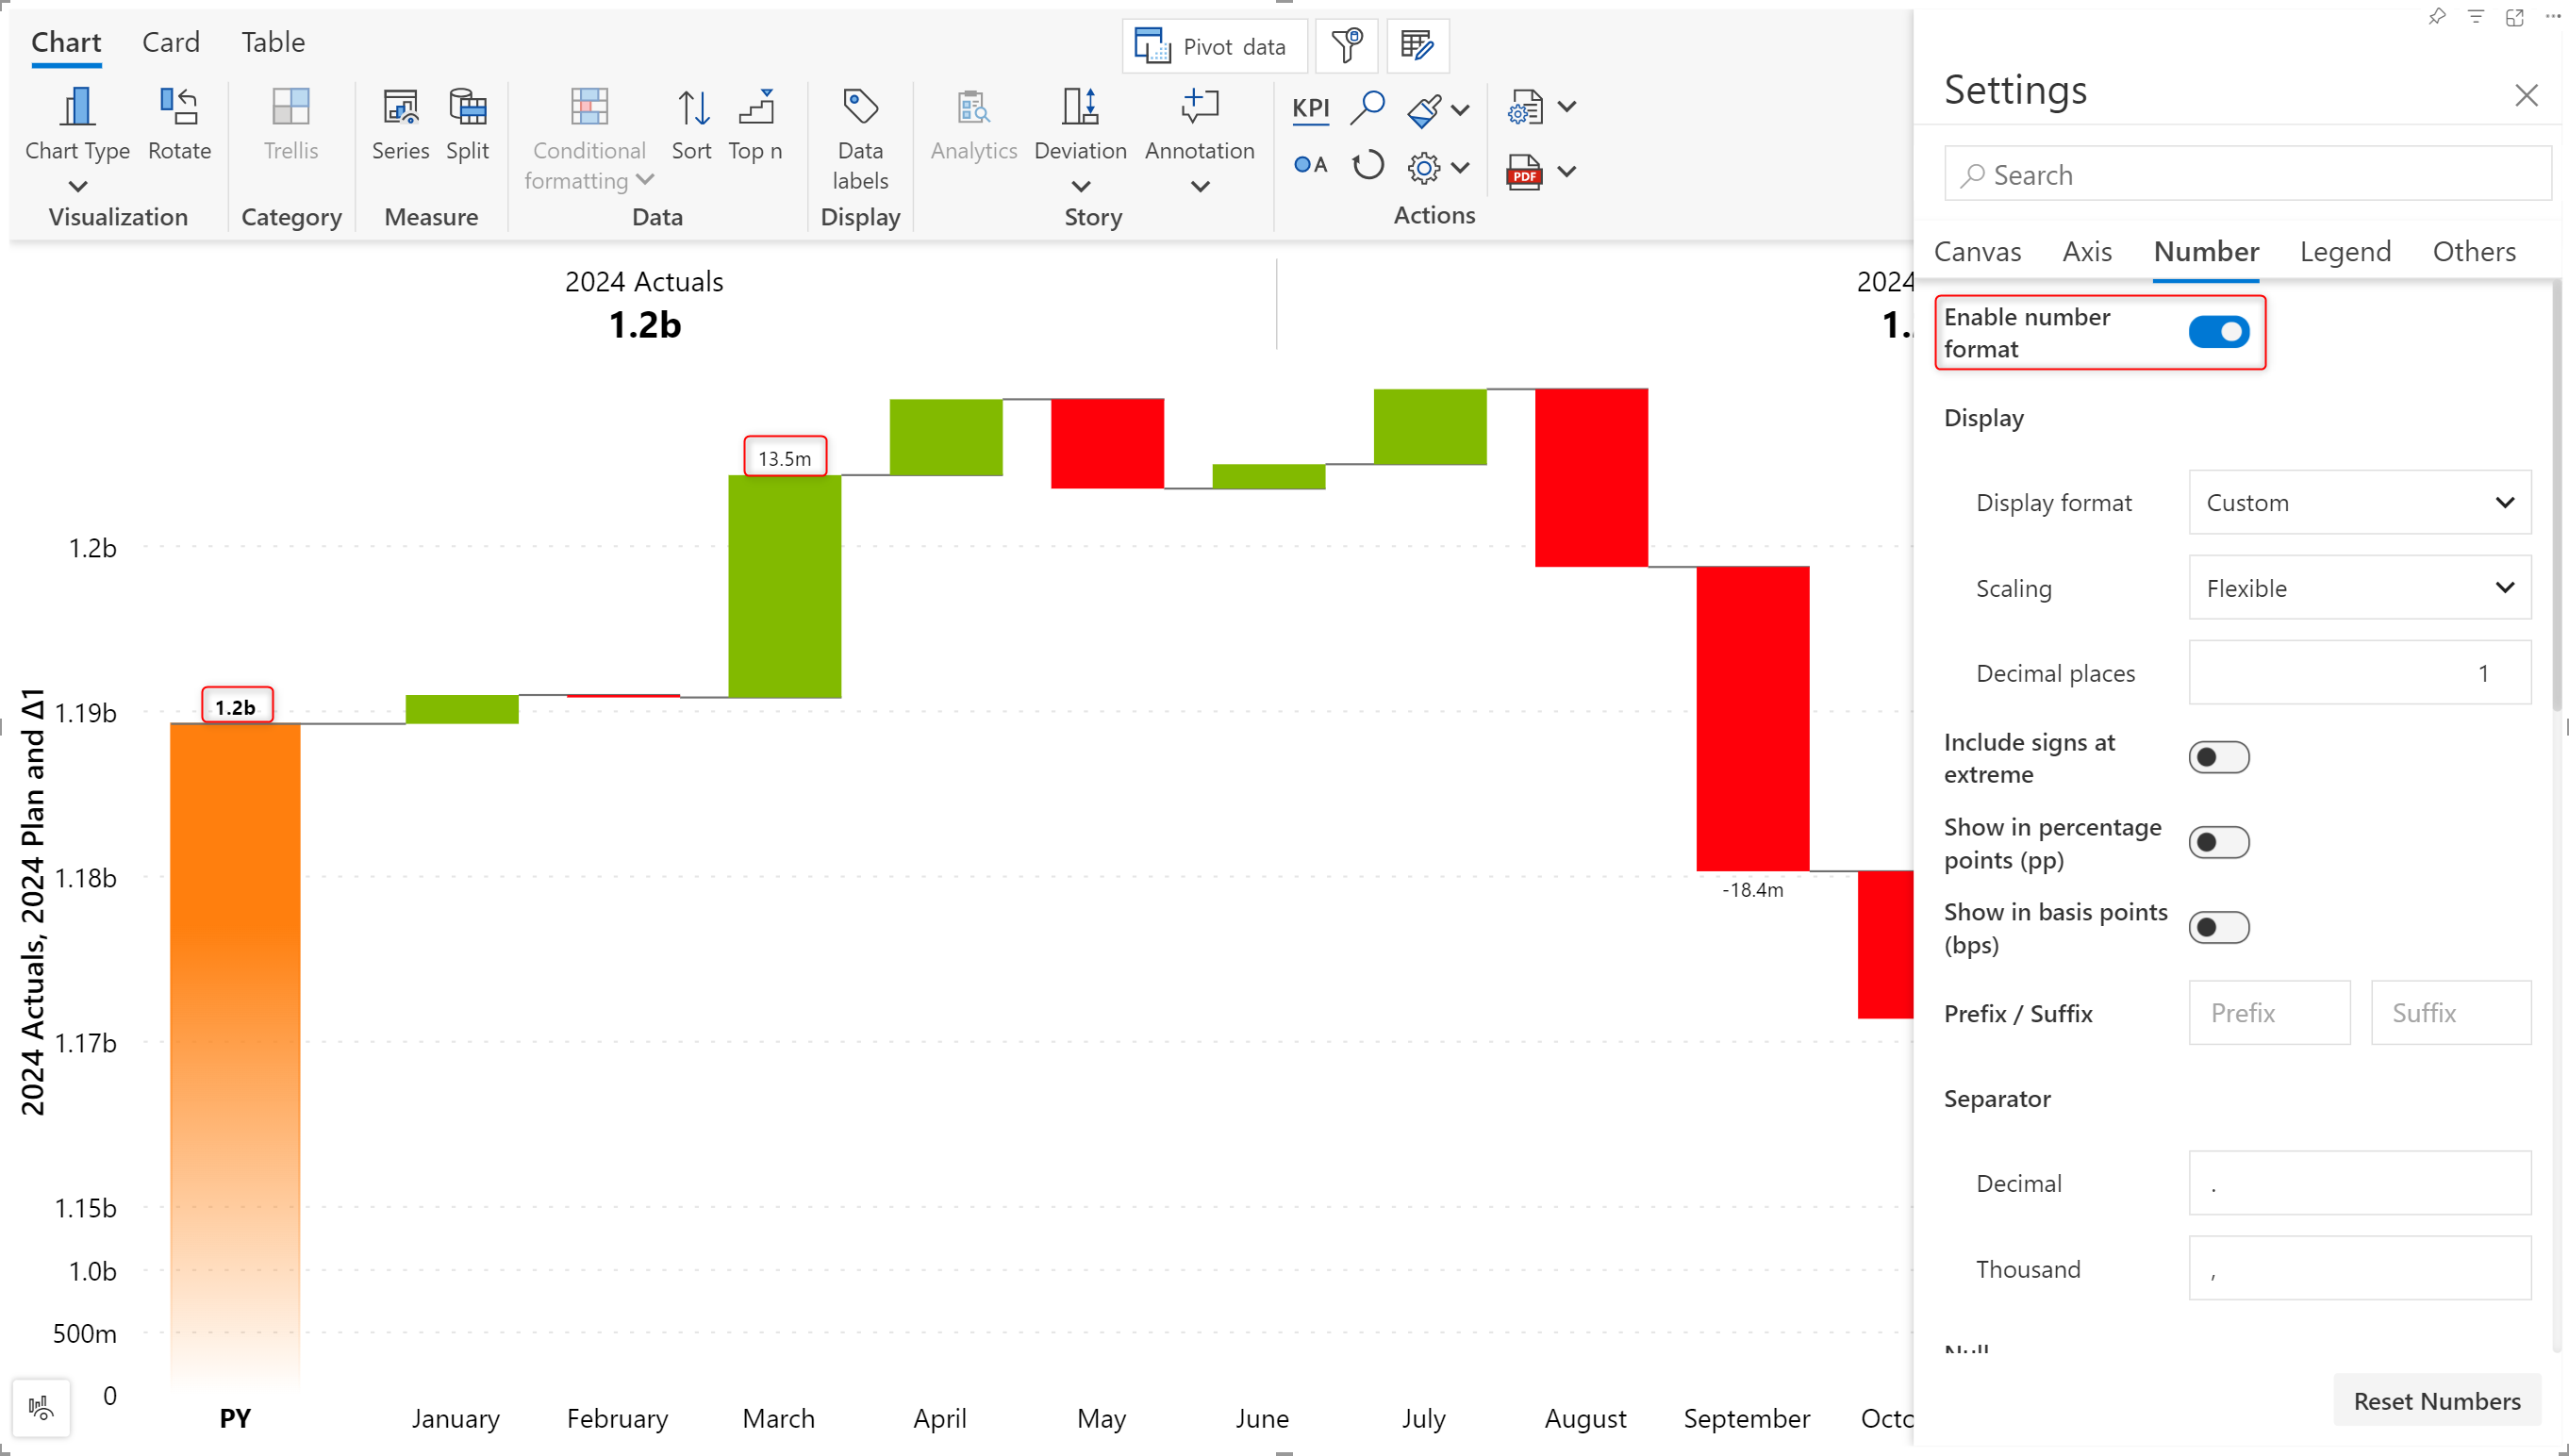 Chart Card Table
Pivot data
Chart Type Rotate Trellis Series Split Conditional formatting Sort Top n Data labels Analytics Deviation Annotation KPI
A
PDF
Visualization Category Measure Data Display Story Actions
2024 Actuals
1.2b
2024
1.
13.5m
1.2b
1.2b
1.19b
1.18b
-18.4m
1.17b
1.15b
1.0b
500m
0
2024 Actuals, 2024 Plan and Δ1
PY January February March April May June July August September Octo
Settings
Search
Canvas Axis Number Legend Others
Enable number
format
Display
Display format Custom
Scaling Flexible
Decimal places 1
Include signs at
extreme
Show in percentage
points (pp)
Show in basis points
(bps)
Prefix / Suffix Prefix Suffix
Separator
Decimal .
Thousand ,
Null
Reset Numbers